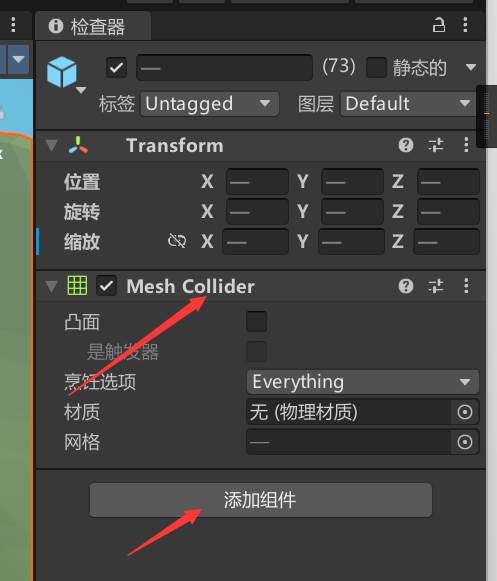 检查器
— (73) 静态的
标签 Untagged 图层 Default
Transform
位置 X — Y — Z —
旋转 X — Y — Z —
缩放 X — Y — Z —
Mesh Collider
凸面
是触发器
烹饪选项 Everything
材质 无 (物理材质)
网格 —
添加组件